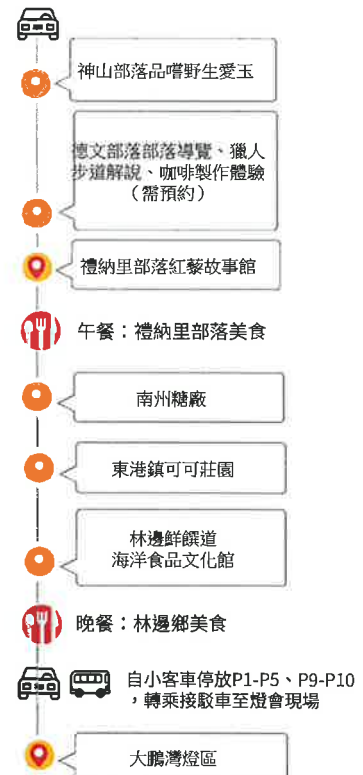 神山部落品嚐野生愛玉
德文部落部落導覽、獵人
步道解說、咖啡製作體驗
（需預約）
禮納里部落紅藜故事館
午餐：禮納里部落美食
南州糖廠
東港鎮可可莊園
林邊鮮饌道
海洋食品文化館
晚餐：林邊鄉美食
自小客車停放P1-P5、P9-P10
，轉乘接駁車至燈會現場
大鵬灣燈區